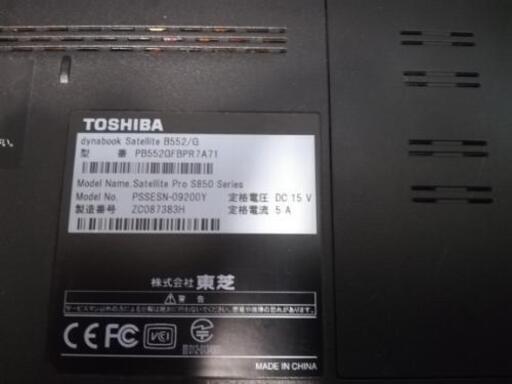 TOSHIBA
dynabook Satellite B552/G
型 番 PB552GFBPR7A71
Model Name.Satellite Pro S850 Series
Model No. PSSESN-09200Y 定格電圧 DC 15 V
製造番号 ZC087383H 定格電流 5 A
株式会社 東芝
警 告
CE FC
MADE IN CHINA